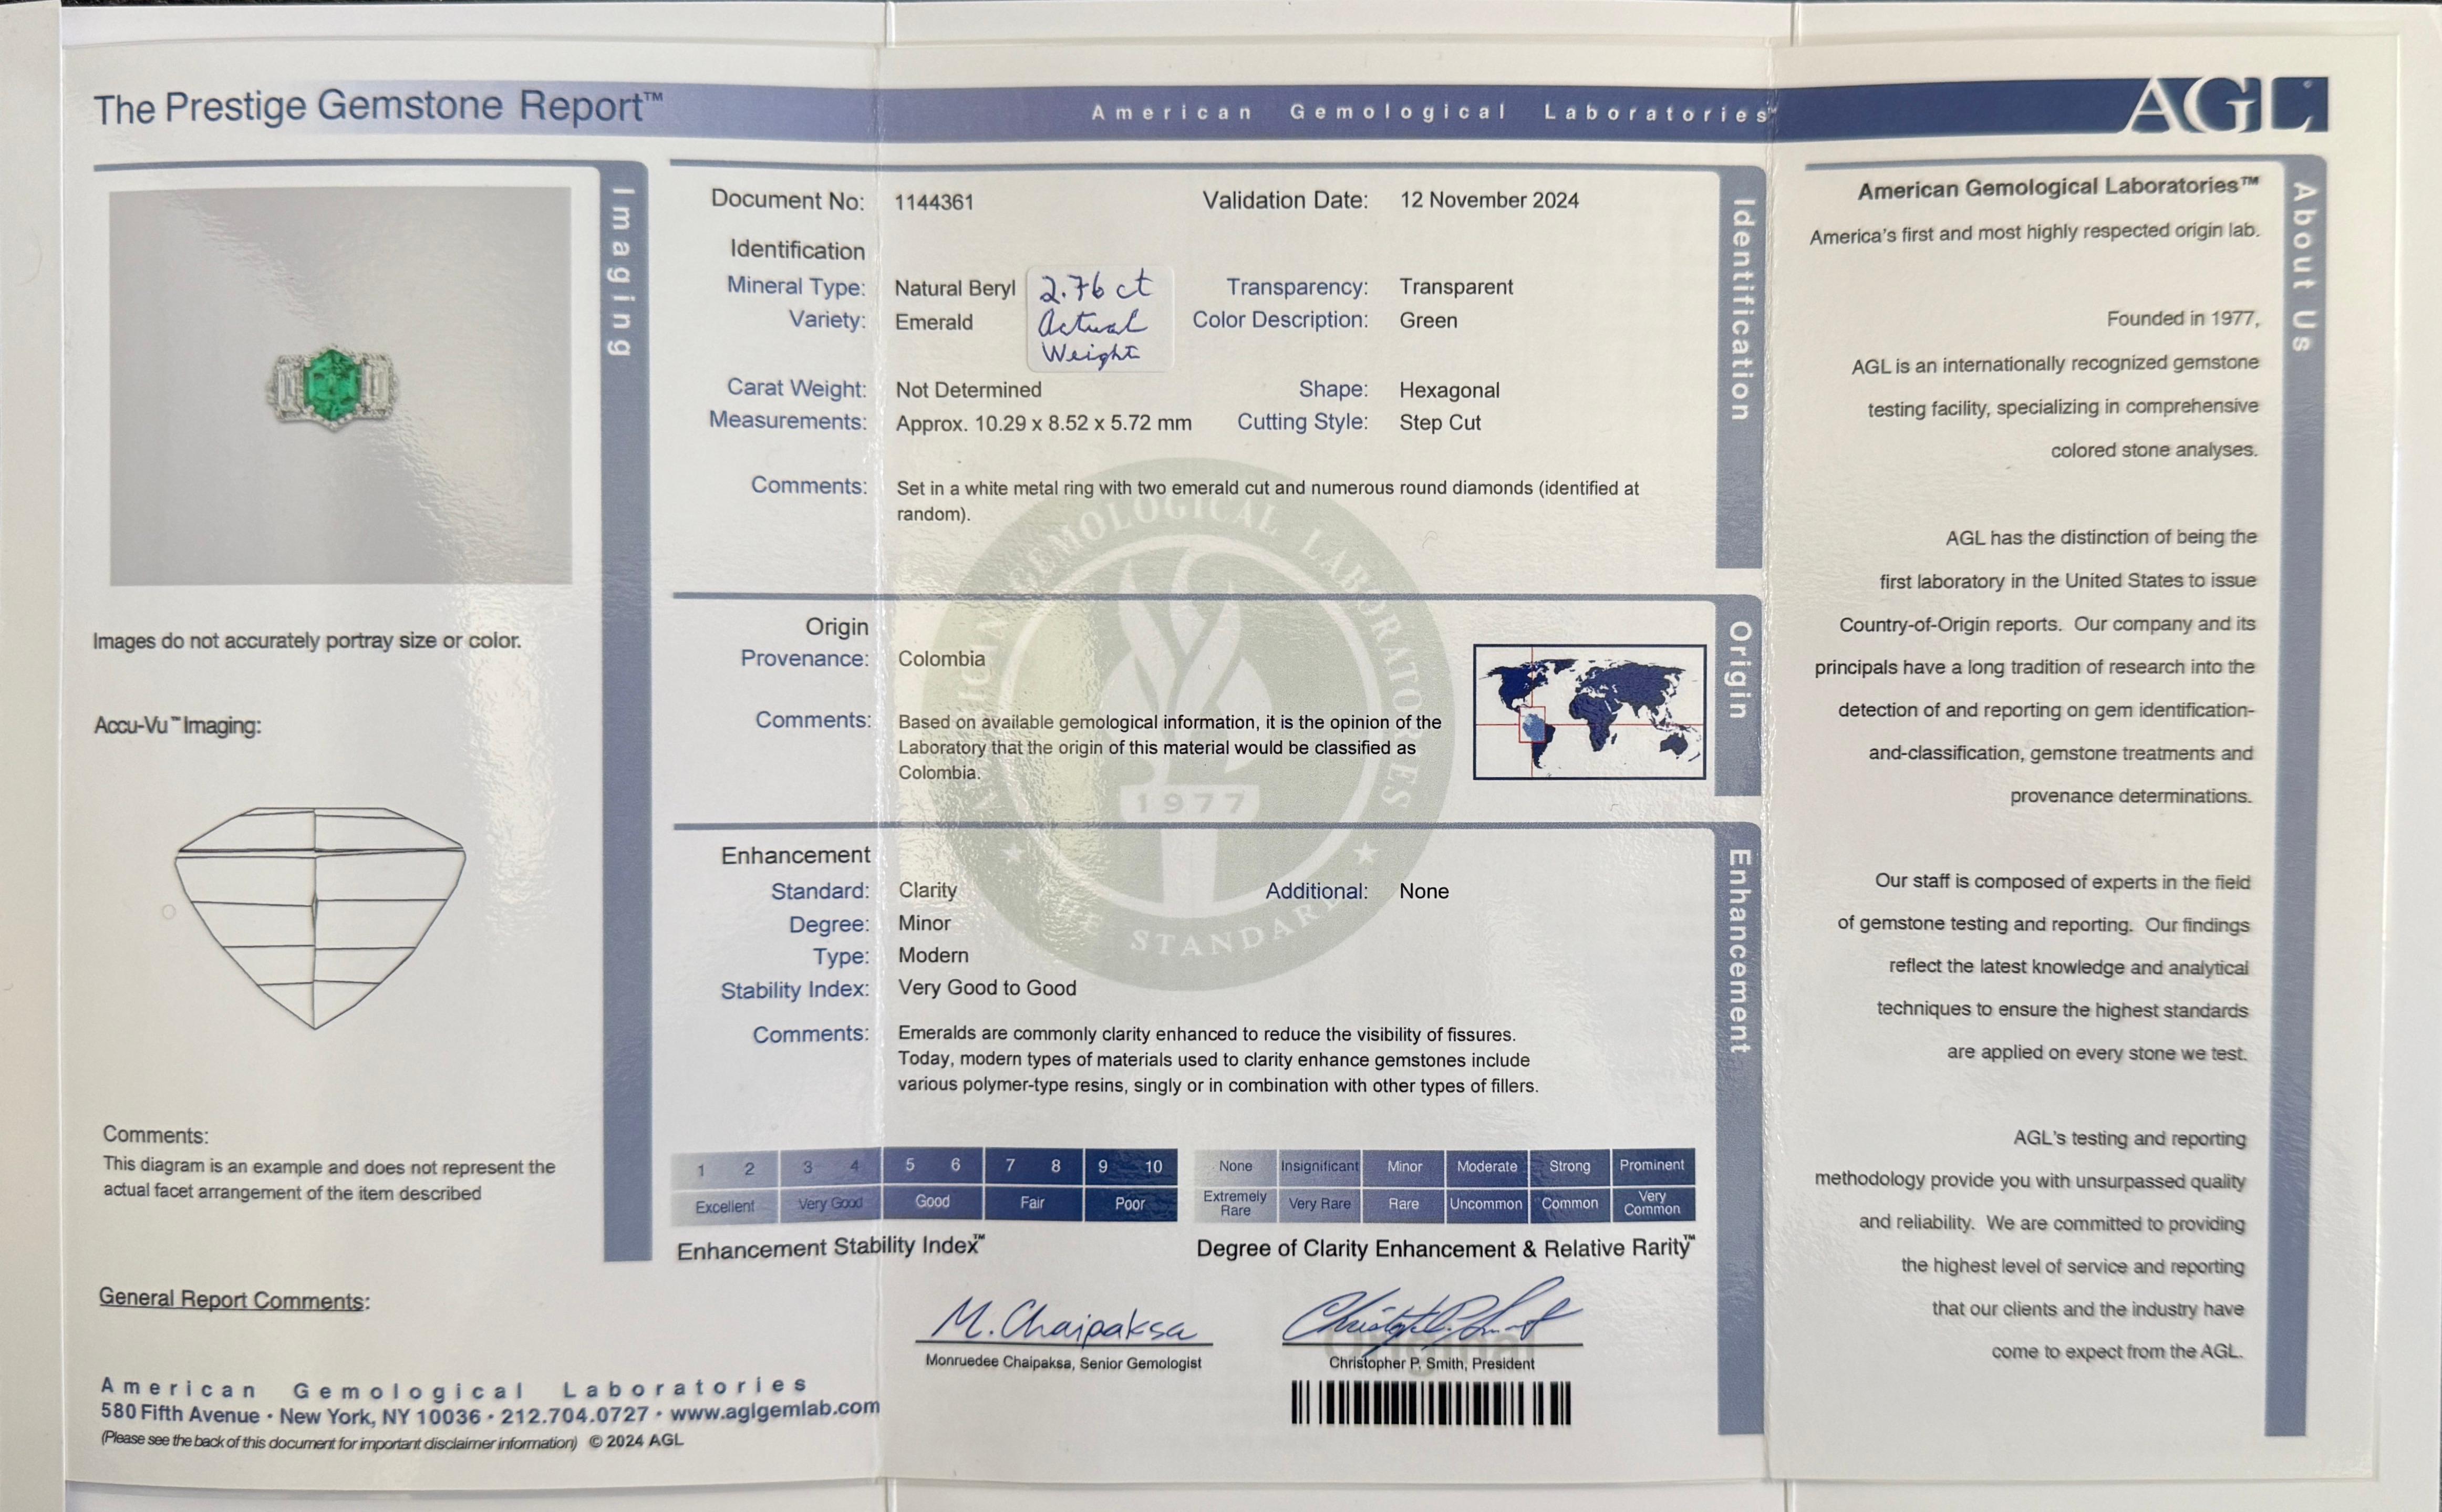 The Prestige Gemstone Report™
American Gemological Laboratories℠
AGL
Imaging
Images do not accurately portray size or color.
Accu-Vu™ Imaging:
Comments:
This diagram is an example and does not represent the
actual facet arrangement of the item described
General Report Comments:
American Gemological Laboratories
580 Fifth Avenue • New York, NY 10036 • 212.704.0727 • www.aglgemlab.com
(Please see the back of this document for important disclaimer information) © 2024 AGL
Identification
Document No: 1144361 Validation Date: 12 November 2024
Identification
Mineral Type: Natural Beryl Transparency: Transparent
Variety: Emerald Color Description: Green
2.76 ct
Actual
Weight
Carat Weight: Not Determined Shape: Hexagonal
Measurements: Approx. 10.29 x 8.52 x 5.72 mm Cutting Style: Step Cut
Comments: Set in a white metal ring with two emerald cut and numerous round diamonds (identified at
random).
Origin
Origin
Provenance: Colombia
Comments: Based on available gemological information, it is the opinion of the
Laboratory that the origin of this material would be classified as
Colombia.
AMERICAN GEMOLOGICAL LABORATORIES
1977
STANDARD
Enhancement
Enhancement
Standard: Clarity Additional: None
Degree: Minor
Type: Modern
Stability Index: Very Good to Good
Comments: Emeralds are commonly clarity enhanced to reduce the visibility of fissures.
Today, modern types of materials used to clarity enhance gemstones include
various polymer-type resins, singly or in combination with other types of fillers.
1 2 3 4 5 6 7 8 9 10
Excellent Very Good Good Fair Poor
Enhancement Stability Index™
None Insignificant Minor Moderate Strong Prominent
Extremely Rare Very Rare Rare Uncommon Common Very Common
Degree of Clarity Enhancement & Relative Rarity™
M. Chaipaksa
Monruedee Chaipaksa, Senior Gemologist
Original
Christopher P. Smith, President
About Us
American Gemological Laboratories™
America's first and most highly respected origin lab.
Founded in 1977,
AGL is an internationally recognized gemstone
testing facility, specializing in comprehensive
colored stone analyses.
AGL has the distinction of being the
first laboratory in the United States to issue
Country-of-Origin reports. Our company and its
principals have a long tradition of research into the
detection of and reporting on gem identification-
and-classification, gemstone treatments and
provenance determinations.
Our staff is composed of experts in the field
of gemstone testing and reporting. Our findings
reflect the latest knowledge and analytical
techniques to ensure the highest standards
are applied on every stone we test.
AGL's testing and reporting
methodology provide you with unsurpassed quality
and reliability. We are committed to providing
the highest level of service and reporting
that our clients and the industry have
come to expect from the AGL.